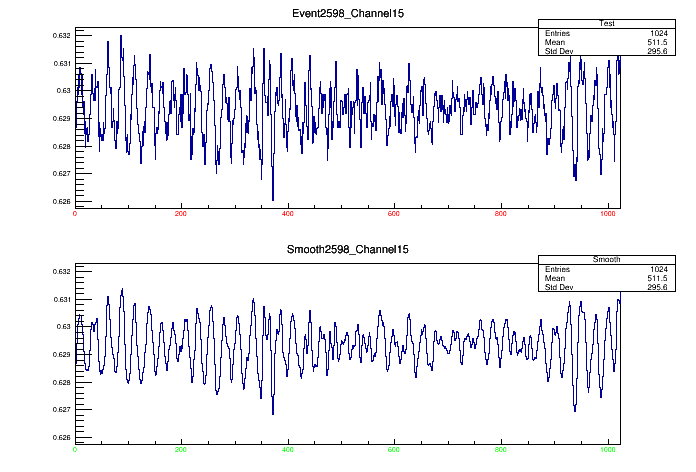 Event2598_Channel15
Test
Entries 1024
Mean 511.5
Std Dev 295.6
0.632
0.631
0.63
0.629
0.628
0.627
0.626
0 200 400 600 800 1000
Smooth2598_Channel15
Smooth
Entries 1024
Mean 511.5
Std Dev 295.6
0.632
0.631
0.63
0.629
0.628
0.627
0.626
0 200 400 600 800 1000